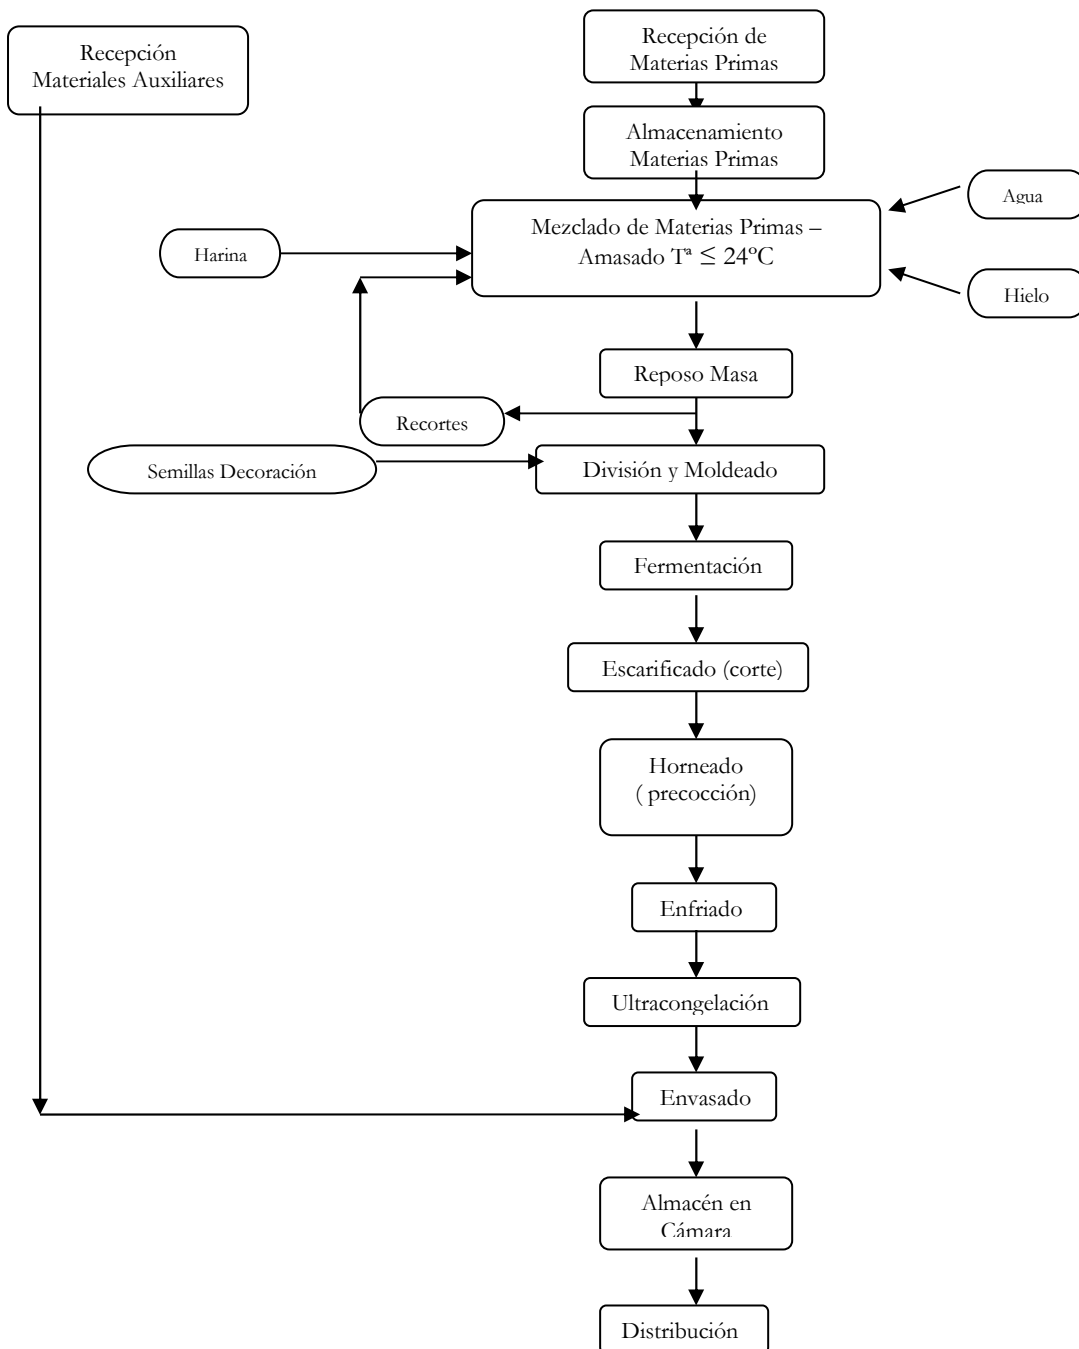 Recepción
Materiales Auxiliares
Recepción de
Materias Primas
Almacenamiento
Materias Primas
Mezclado de Materias Primas –
Amasado Tª ≤ 24ºC
Agua
Harina
Hielo
Reposo Masa
Recortes
Semillas Decoración
División y Moldeado
Fermentación
Escarificado (corte)
Horneado
( precocción)
Enfriado
Ultracongelación
Envasado
Almacén en
Cámara
Distribución